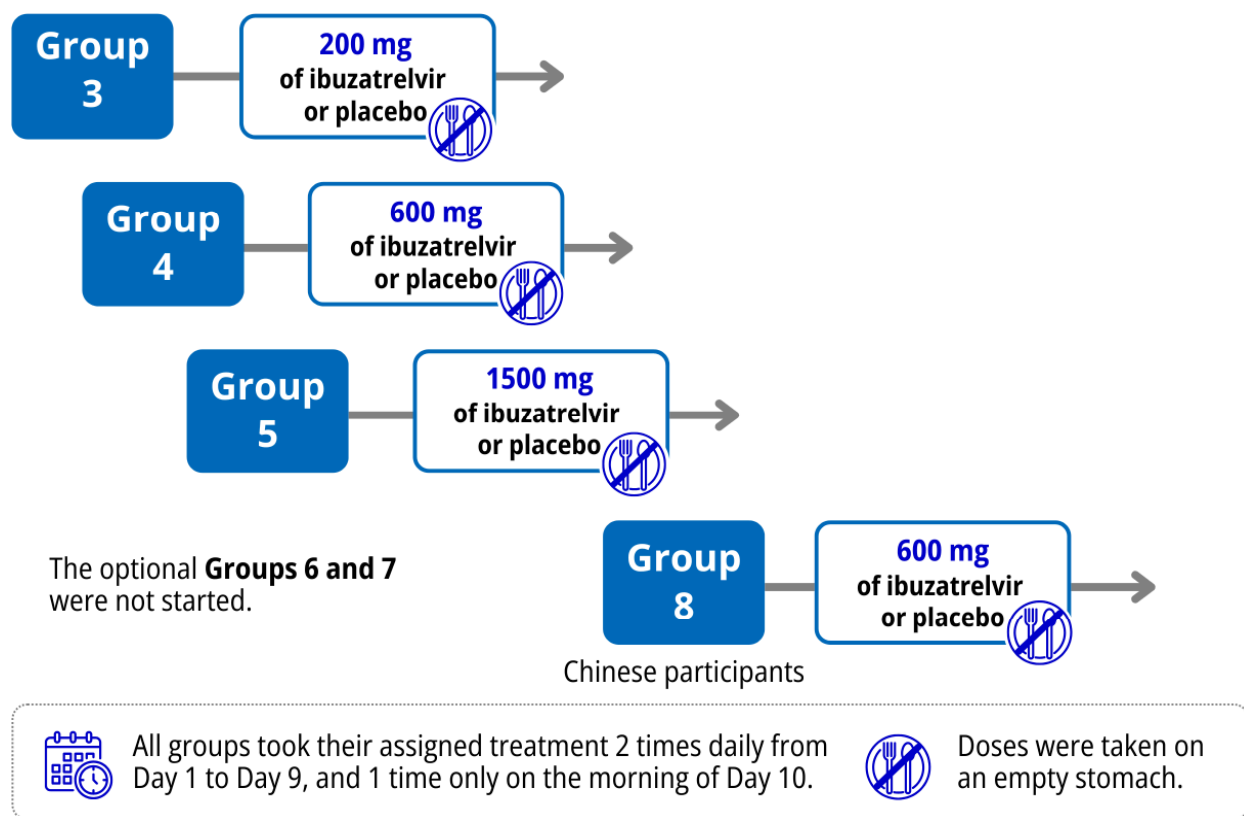 Group
3
200 mg
of ibuzatrelvir
or placebo
Group
4
600 mg
of ibuzatrelvir
or placebo
Group
5
1500 mg
of ibuzatrelvir
or placebo
The optional Groups 6 and 7
were not started.
Group
8
600 mg
of ibuzatrelvir
or placebo
Chinese participants
All groups took their assigned treatment 2 times daily from
Day 1 to Day 9, and 1 time only on the morning of Day 10.
Doses were taken on
an empty stomach.